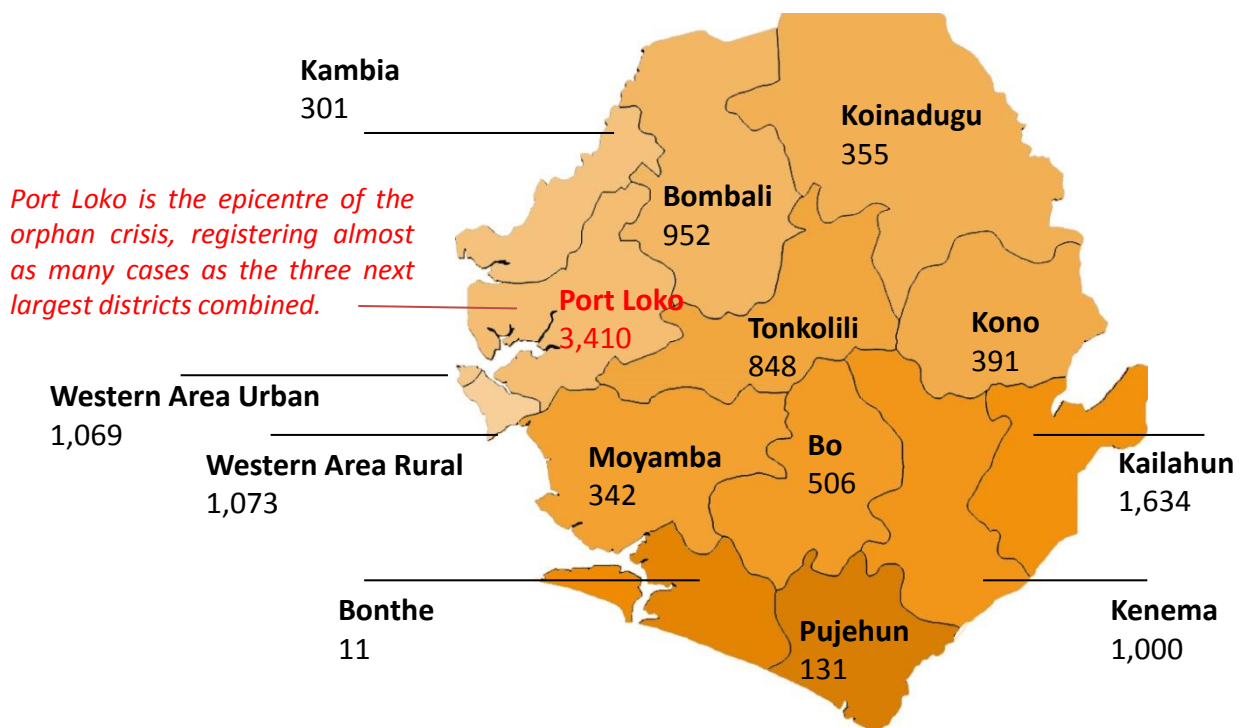 Kambia
301
Koinadugu
355
Port Loko is the epicentre of the
orphan crisis, registering almost
as many cases as the three next
largest districts combined.
Bombali
952
Port Loko
3,410
Tonkolili
848
Kono
391
Western Area Urban
1,069
Western Area Rural
1,073
Moyamba
342
Bo
506
Kailahun
1,634
Bonthe
11
Pujehun
131
Kenema
1,000